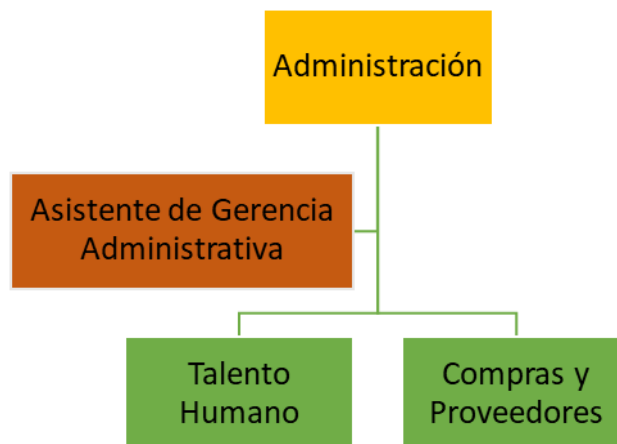 Administración
Asistente de Gerencia
Administrativa
Talento
Humano
Compras y
Proveedores